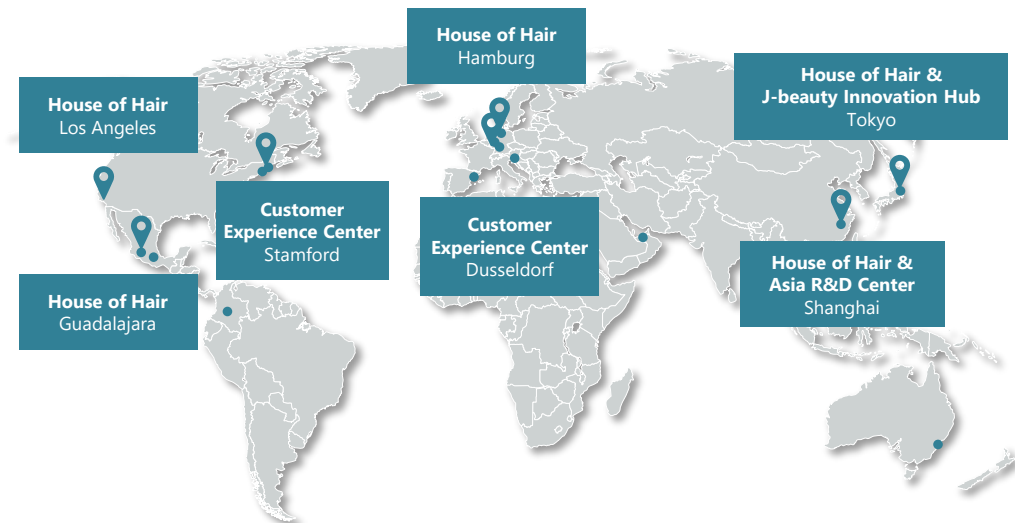 House of Hair
Hamburg
House of Hair
Los Angeles
House of Hair &
J-beauty Innovation Hub
Tokyo
Customer
Experience Center
Stamford
Customer
Experience Center
Dusseldorf
House of Hair &
Asia R&D Center
Shanghai
House of Hair
Guadalajara